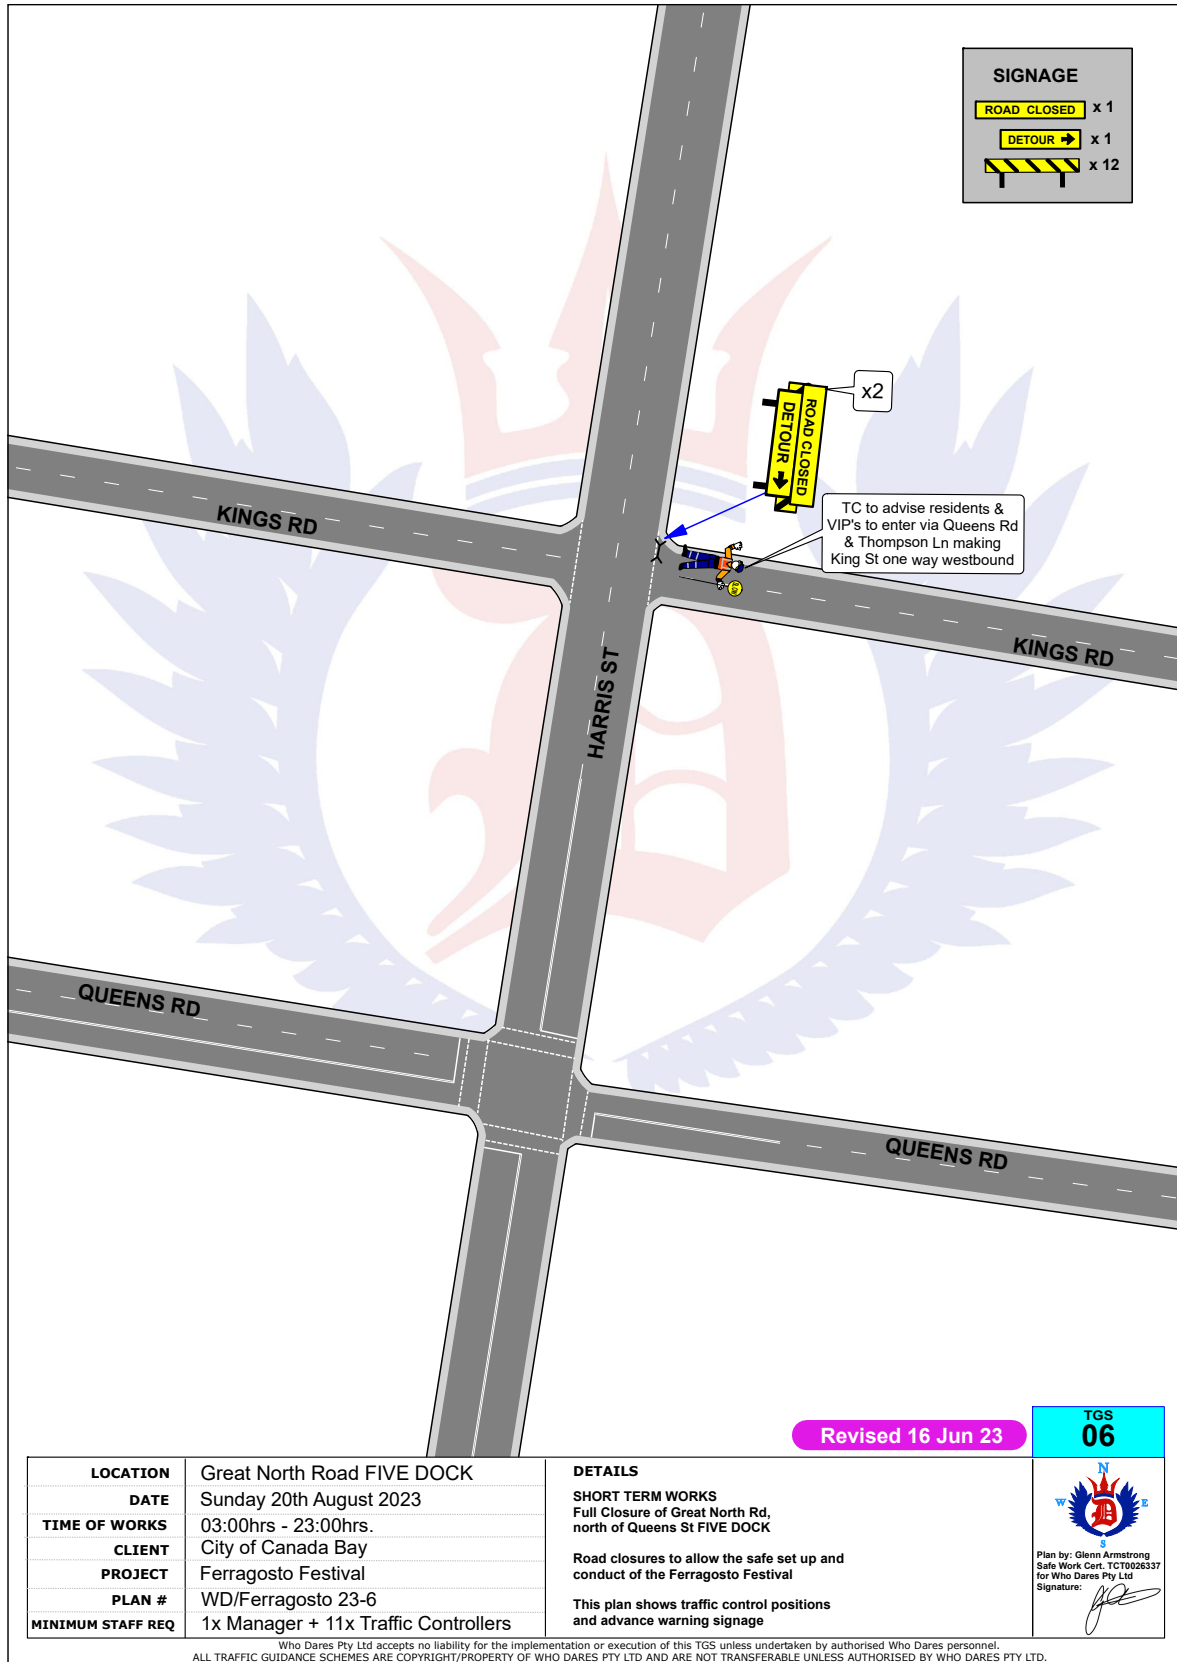 SIGNAGE
ROAD CLOSED x 1
DETOUR x 1
x 12
x2
ROAD CLOSED
DETOUR
TC to advise residents &
VIP's to enter via Queens Rd
& Thompson Ln making
King St one way westbound
KINGS RD
KINGS RD
HARRIS ST
QUEENS RD
QUEENS RD
Revised 16 Jun 23
TGS
06
LOCATION Great North Road FIVE DOCK
DATE Sunday 20th August 2023
TIME OF WORKS 03:00hrs - 23:00hrs.
CLIENT City of Canada Bay
PROJECT Ferragosto Festival
PLAN # WD/Ferragosto 23-6
MINIMUM STAFF REQ 1x Manager + 11x Traffic Controllers
DETAILS
SHORT TERM WORKS
Full Closure of Great North Rd,
north of Queens St FIVE DOCK
Road closures to allow the safe set up and
conduct of the Ferragosto Festival
This plan shows traffic control positions
and advance warning signage
N
W E
S
Plan by: Glenn Armstrong
Safe Work Cert. TCT0026337
for Who Dares Pty Ltd
Signature:
Who Dares Pty Ltd accepts no liability for the implementation or execution of this TGS unless undertaken by authorised Who Dares personnel.
ALL TRAFFIC GUIDANCE SCHEMES ARE COPYRIGHT/PROPERTY OF WHO DARES PTY LTD AND ARE NOT TRANSFERABLE UNLESS AUTHORISED BY WHO DARES PTY LTD.